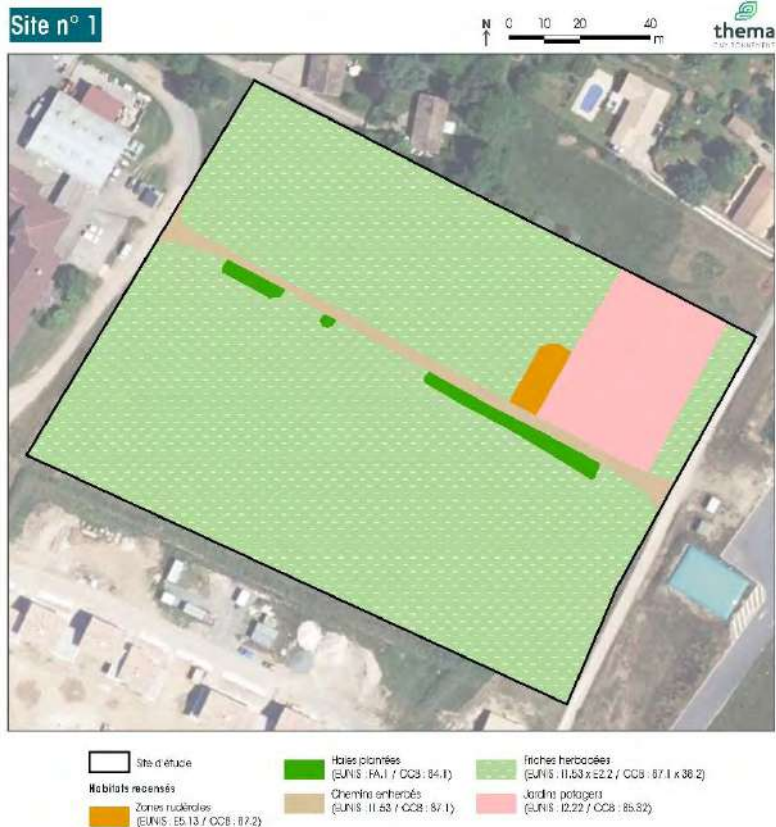 Site n° 1
N
0 10 20 40
m
thema
ENVIRONNEMENT
Site d'étude
Habitats recensés
Zones rudérales
(EUNIS : E5.13 / CCB : 87.2)
Haies plantées
(EUNIS : FA.1 / CCB : 84.1)
Chemins enherbés
(EUNIS : I1.53 / CCB : 87.1)
Friches herbacées
(EUNIS : I1.53 x E2.2 / CCB : 87.1 x 38.2)
Jardins potagers
(EUNIS : I2.22 / CCB : 85.32)